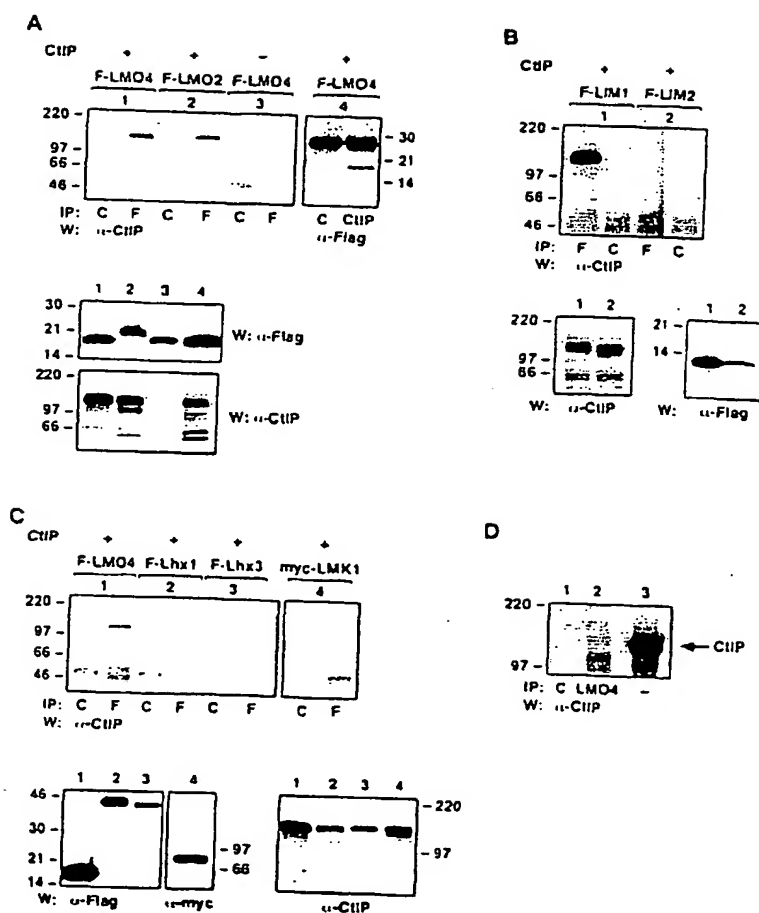 A
CtIP + + – +
F-LMO4 F-LMO2 F-LMO4 F-LMO4
1 2 3 4
220 –
97 –
66 –
46 –
– 30
– 21
– 14
IP: C F C F C F C CtIP
W: α-CtIP α-Flag
1 2 3 4
30 –
21 –
14 –
W: α-Flag
220 –
97 –
66 –
W: α-CtIP
B
CtIP + +
F-LIM1 F-LIM2
1 2
220 –
97 –
66 –
46 –
IP: F C F C
W: α-CtIP
1 2
220 –
97 –
66 –
W: α-CtIP
1 2
21 –
14 –
W: α-Flag
C
CtIP + + + +
F-LMO4 F-Lhx1 F-Lhx3 myc-LMK1
1 2 3 4
220 –
97 –
66 –
46 –
IP: C F C F C F C F
W: α-CtIP
1 2 3 4
46 –
30 –
21 –
14 –
– 97
– 66
W: α-Flag α-myc
1 2 3 4
– 220
– 97
α-CtIP
D
1 2 3
220 –
97 –
← CtIP
IP: C LMO4 –
W: α-CtIP